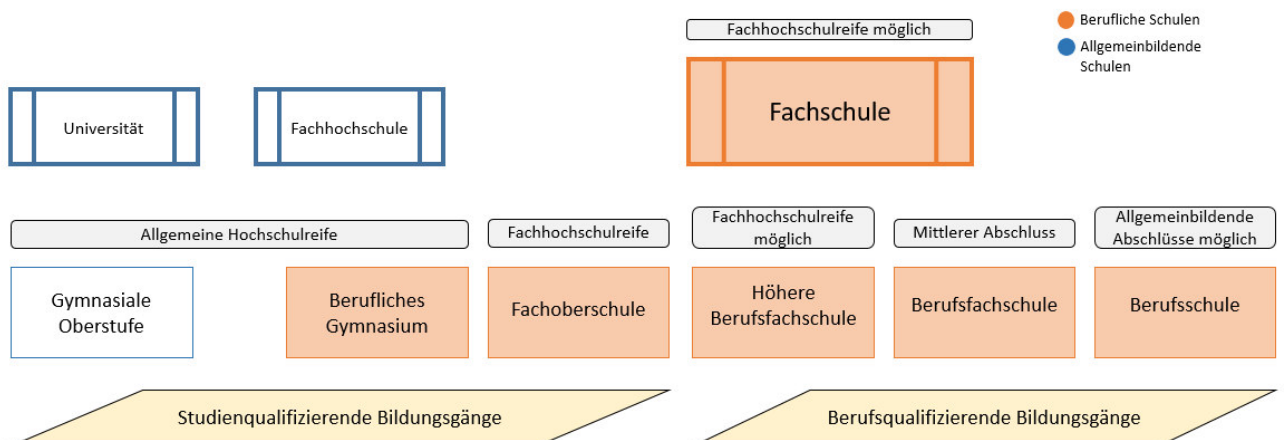 Fachhochschulreife möglich
Berufliche Schulen
Allgemeinbildende
Schulen
Universität
Fachhochschule
Fachschule
Allgemeine Hochschulreife
Fachhochschulreife
Fachhochschulreife
möglich
Mittlerer Abschluss
Allgemeinbildende
Abschlüsse möglich
Gymnasiale
Oberstufe
Berufliches
Gymnasium
Fachoberschule
Höhere
Berufsfachschule
Berufsfachschule
Berufsschule
Studienqualifizierende Bildungsgänge
Berufsqualifizierende Bildungsgänge